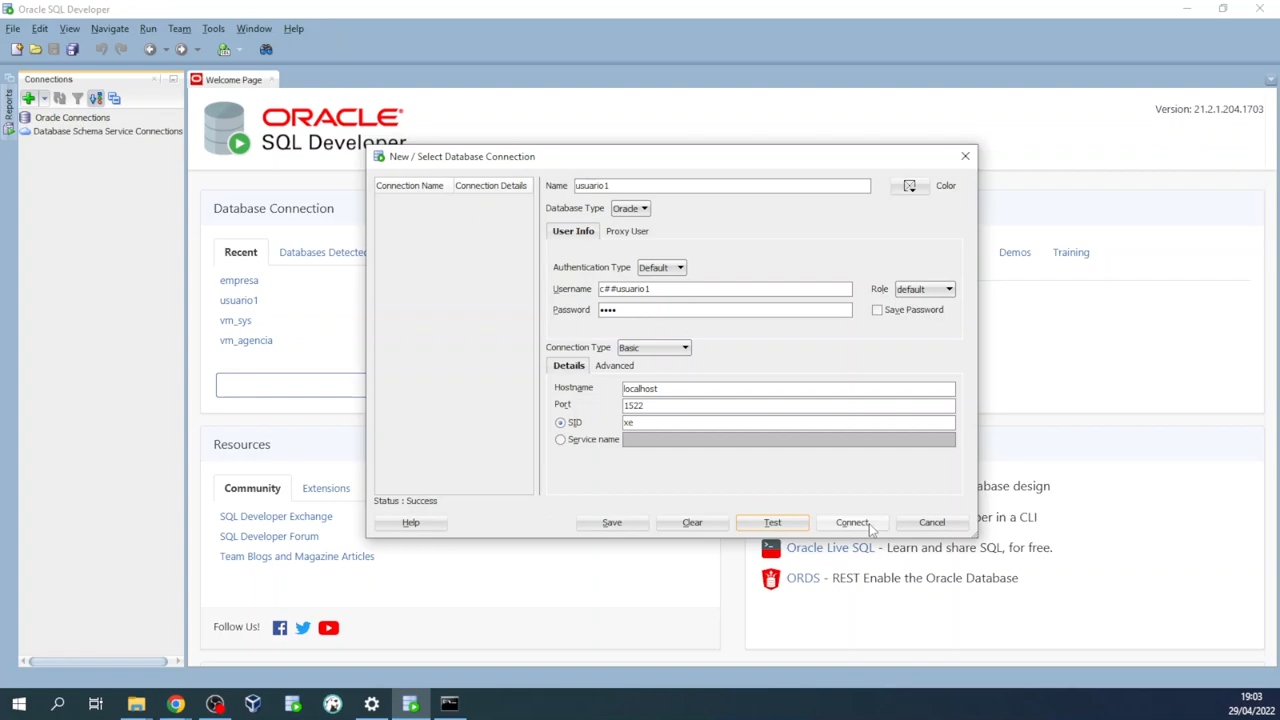 Oracle SQL Developer
File Edit View Navigate Run Team Tools Window Help
Connections
Welcome Page
Reports
Oracle Connections
Database Schema Service Connections
ORACLE
SQL Developer
Version: 21.2.1.204.1703
New / Select Database Connection
Connection Name Connection Details
Name usuario1 Color
Database Type Oracle
User Info Proxy User
Authentication Type Default
Username c##usuario1 Role default
Password •••• Save Password
Connection Type Basic
Details Advanced
Hostname localhost
Port 1522
SID xe
Service name
Status : Success
Help Save Clear Test Connect Cancel
Database Connection
Recent Databases Detected
empresa
usuario1
vm_sys
vm_agencia
Demos Training
Resources
Community Extensions
SQL Developer Exchange
SQL Developer Forum
Team Blogs and Magazine Articles
Follow Us!
abase design
er in a CLI
Oracle Live SQL - Learn and share SQL, for free.
ORDS - REST Enable the Oracle Database
19:03
29/04/2022